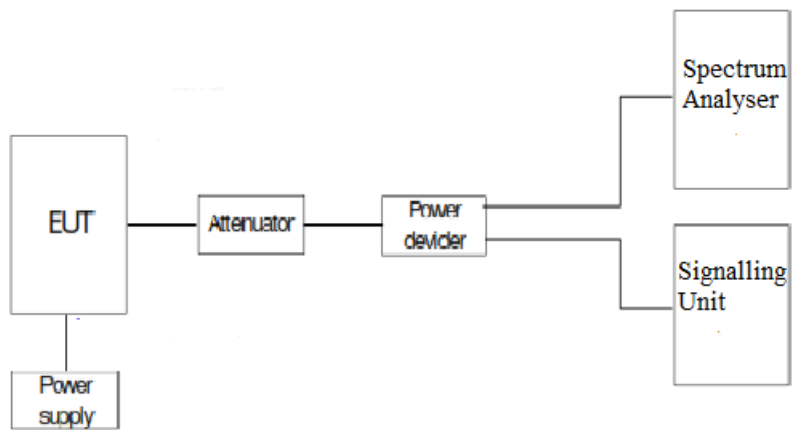 Spectrum
Analyser
EUT
Attenuator
Power
devider
Signalling
Unit
Power
supply